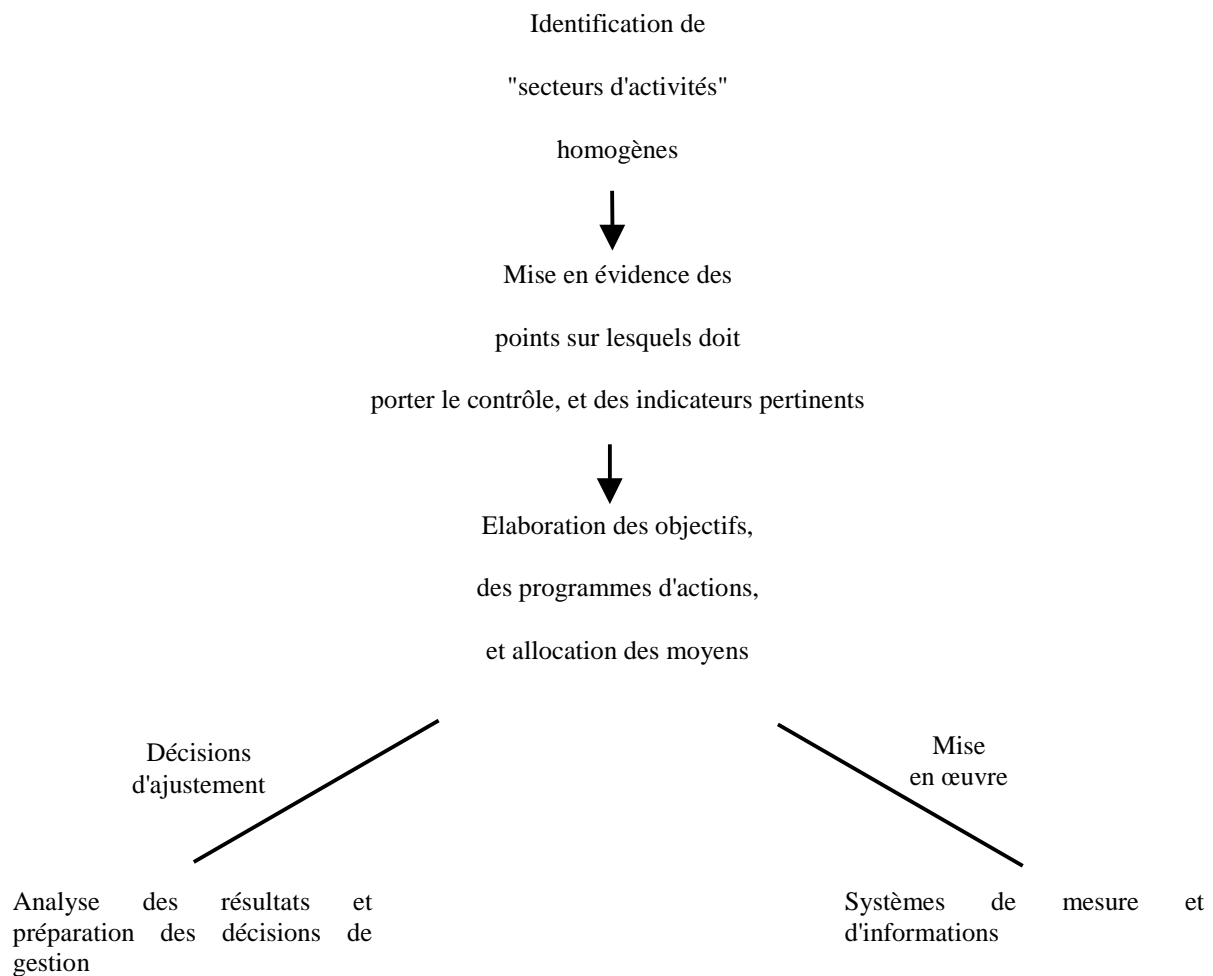 Identification de
"secteurs d'activités"
homogènes
Mise en évidence des
points sur lesquels doit
porter le contrôle, et des indicateurs pertinents
Elaboration des objectifs,
des programmes d'actions,
et allocation des moyens
Décisions
d'ajustement
Mise
en œuvre
Analyse des résultats et
préparation des décisions de
gestion
Systèmes de mesure et
d'informations